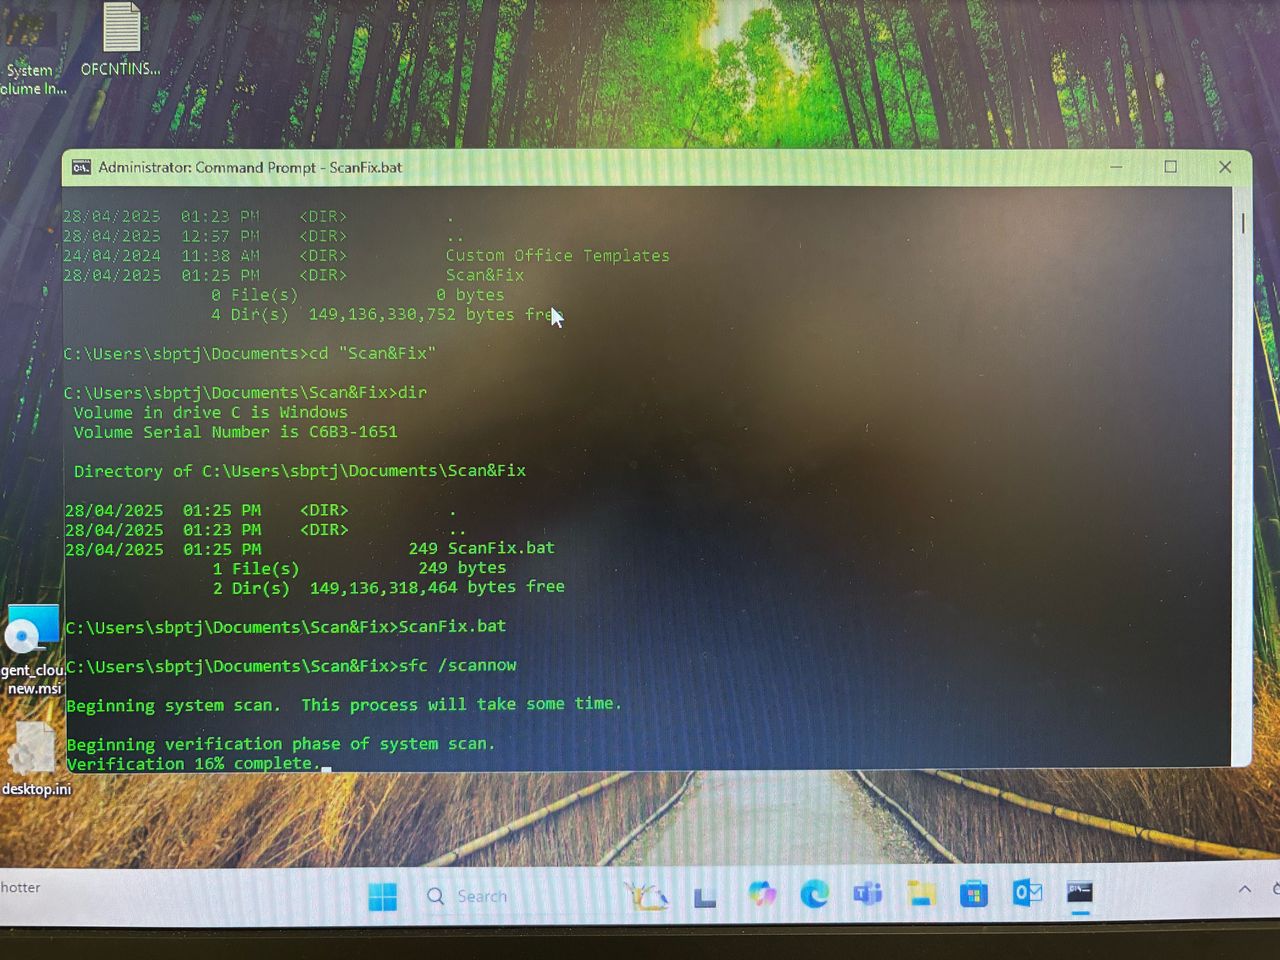 System
olume In...
OFCNTINS...
Administrator: Command Prompt - ScanFix.bat
28/04/2025  01:23 PM    <DIR>          .
28/04/2025  12:57 PM    <DIR>          ..
24/04/2024  11:38 AM    <DIR>          Custom Office Templates
28/04/2025  01:25 PM    <DIR>          Scan&Fix
               0 File(s)              0 bytes
               4 Dir(s)  149,136,330,752 bytes free
C:\Users\sbptj\Documents>cd "Scan&Fix"
C:\Users\sbptj\Documents\Scan&Fix>dir
 Volume in drive C is Windows
 Volume Serial Number is C6B3-1651
 Directory of C:\Users\sbptj\Documents\Scan&Fix
28/04/2025  01:25 PM    <DIR>          .
28/04/2025  01:23 PM    <DIR>          ..
28/04/2025  01:25 PM               249 ScanFix.bat
               1 File(s)            249 bytes
               2 Dir(s)  149,136,318,464 bytes free
C:\Users\sbptj\Documents\Scan&Fix>ScanFix.bat
C:\Users\sbptj\Documents\Scan&Fix>sfc /scannow
Beginning system scan.  This process will take some time.
Beginning verification phase of system scan.
Verification 16% complete.
gent_clou
new.msi
desktop.ini
hotter
Search